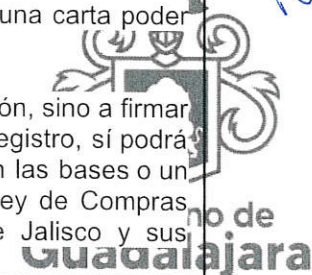 una carta poder
ón, sino a firmar
egistro, sí podrá
n las bases o un
ey de Compras
e Jalisco y sus
no de
Guadalajara